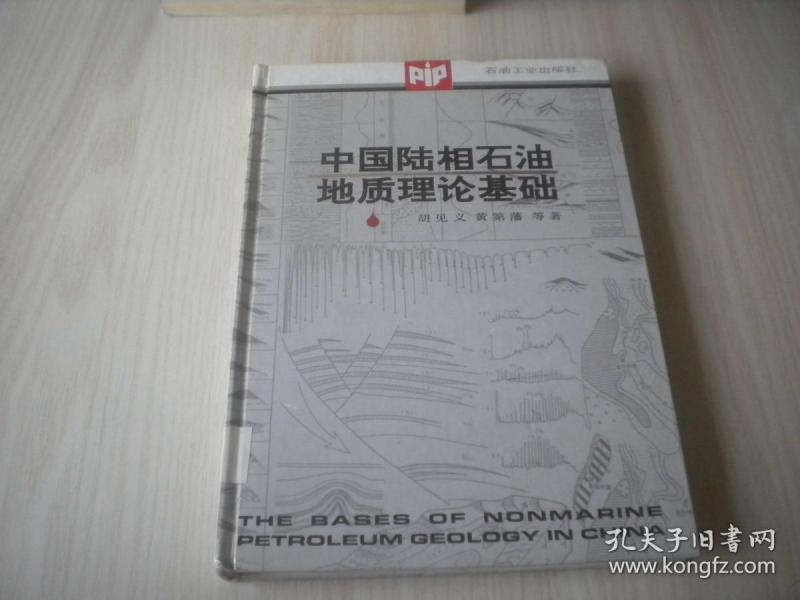 PIP
石油工业出版社
中国陆相石油
地质理论基础
胡见义 黄第藩 等著
THE BASES OF NONMARINE
PETROLEUM GEOLOGY IN CHINA
孔夫子旧书网
www.kongfz.com